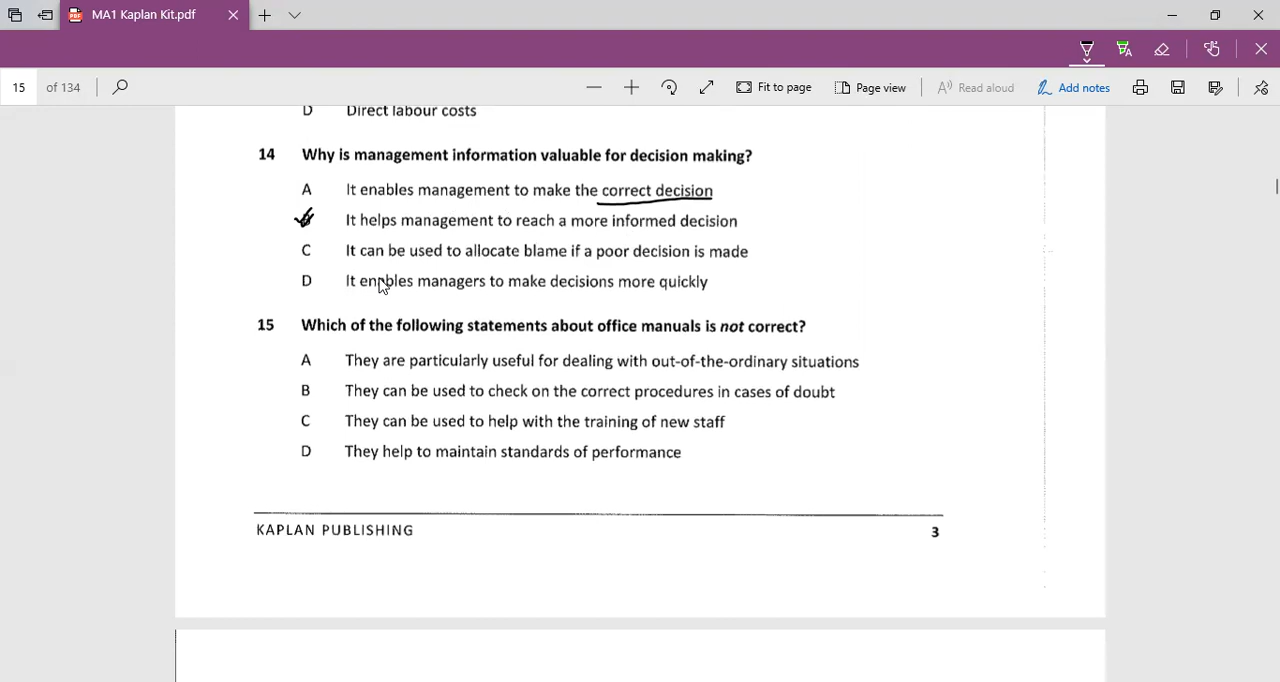 MA1 Kaplan Kit.pdf
15 of 134
Fit to page
Page view
Read aloud
Add notes
D Direct labour costs
14 Why is management information valuable for decision making?
A It enables management to make the correct decision
It helps management to reach a more informed decision
C It can be used to allocate blame if a poor decision is made
D It enables managers to make decisions more quickly
15 Which of the following statements about office manuals is not correct?
A They are particularly useful for dealing with out-of-the-ordinary situations
B They can be used to check on the correct procedures in cases of doubt
C They can be used to help with the training of new staff
D They help to maintain standards of performance
KAPLAN PUBLISHING 3